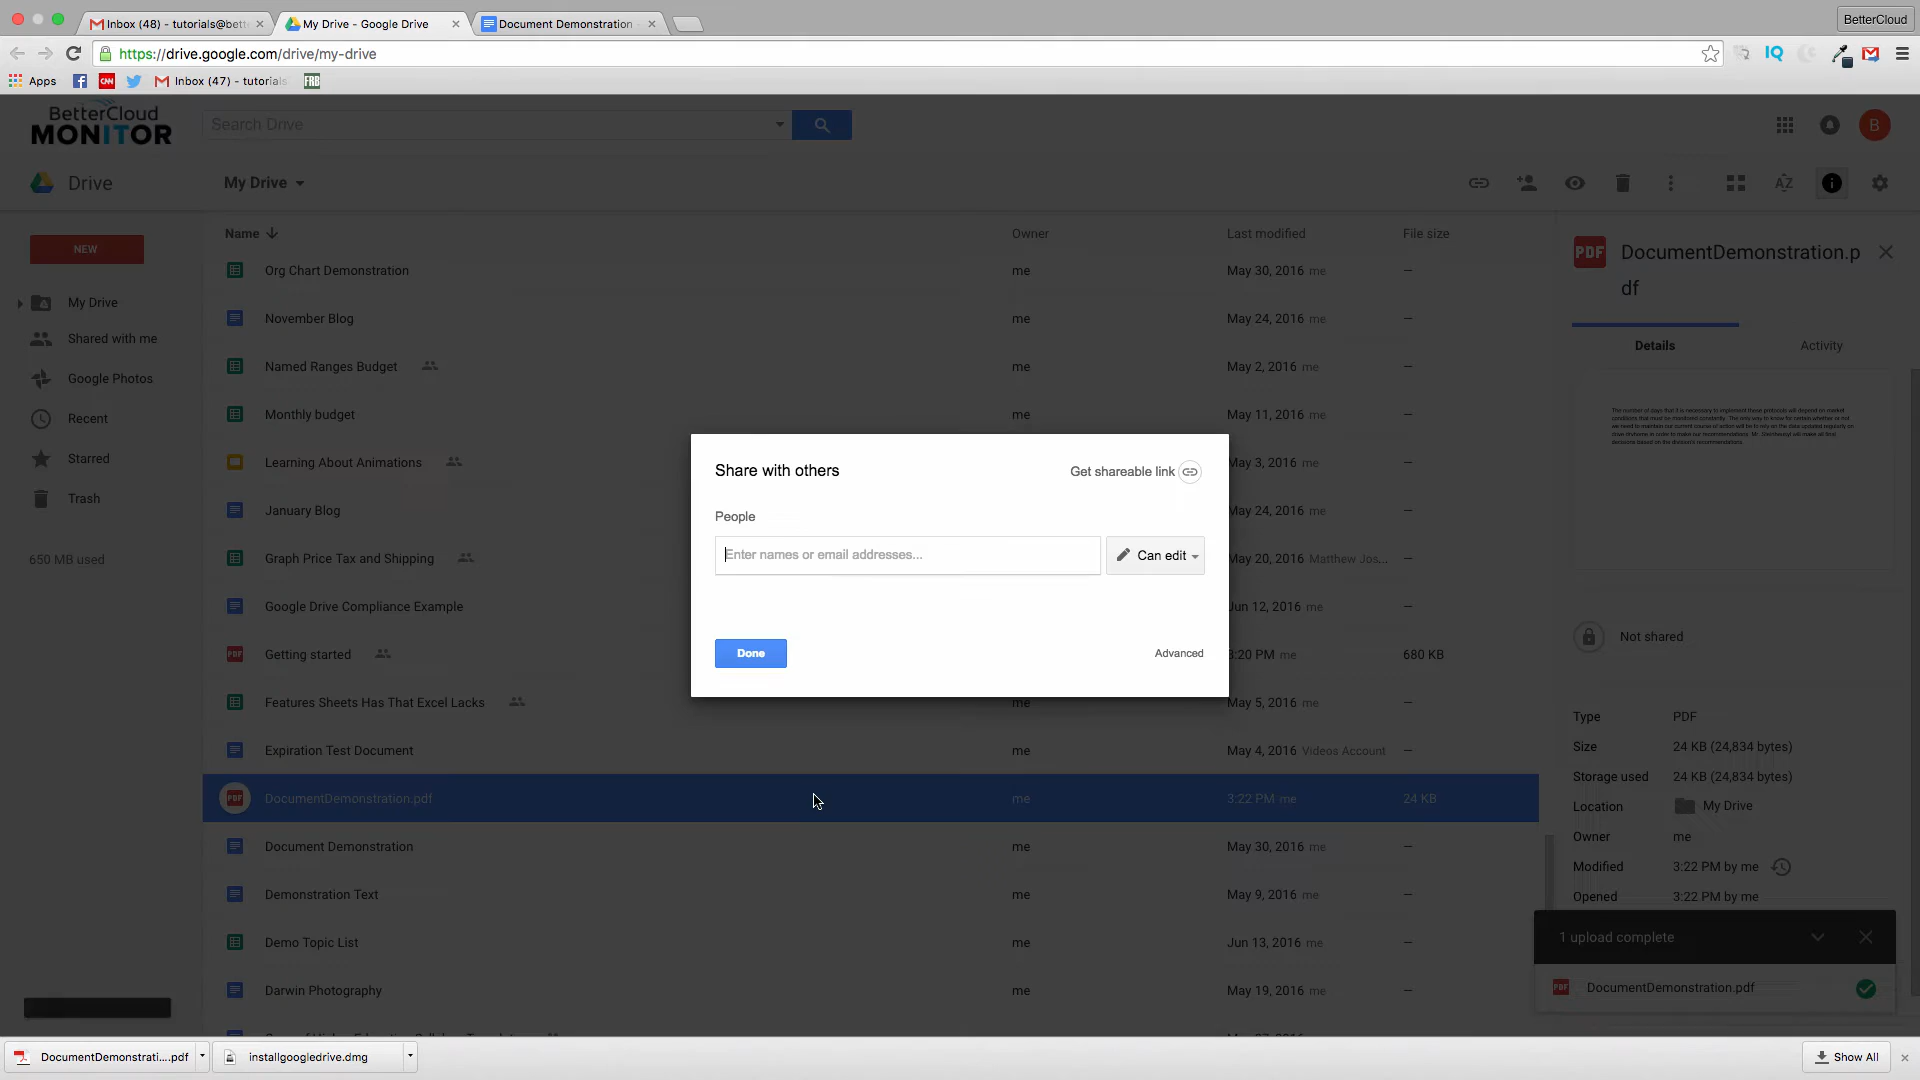 Inbox (48) - tutorials@bette
My Drive - Google Drive
Document Demonstration
BetterCloud
https://drive.google.com/drive/my-drive
Apps
CNN
Inbox (47) - tutorials
FRB
IQ
BetterCloud
MONITOR
Search Drive
B
Drive
My Drive
AZ
NEW
Name
Owner
Last modified
File size
PDF
DocumentDemonstration.p
df
Details
Activity
My Drive
Shared with me
Google Photos
Recent
Starred
Trash
650 MB used
Org Chart Demonstration
me
May 30, 2016 me
—
November Blog
me
May 24, 2016 me
—
Named Ranges Budget
me
May 2, 2016 me
—
Monthly budget
me
May 11, 2016 me
—
Learning About Animations
May 3, 2016 me
—
January Blog
May 24, 2016 me
—
Graph Price Tax and Shipping
May 20, 2016 Matthew Jos...
—
Google Drive Compliance Example
Jun 12, 2016 me
—
PDF
Getting started
3:20 PM me
680 KB
Features Sheets Has That Excel Lacks
me
May 5, 2016 me
—
Expiration Test Document
me
May 4, 2016 Videos Account
—
PDF
DocumentDemonstration.pdf
me
3:22 PM me
24 KB
Document Demonstration
me
May 30, 2016 me
—
Demonstration Text
me
May 9, 2016 me
—
Demo Topic List
me
Jun 13, 2016 me
—
Darwin Photography
me
May 19, 2016 me
—
Share with others
Get shareable link
People
Enter names or email addresses...
Can edit
Done
Advanced
Not shared
Type PDF
Size 24 KB (24,834 bytes)
Storage used 24 KB (24,834 bytes)
Location My Drive
Owner me
Modified 3:22 PM by me
Opened 3:22 PM by me
1 upload complete
PDF
DocumentDemonstration.pdf
DocumentDemonstrati....pdf
installgoogledrive.dmg
Show All